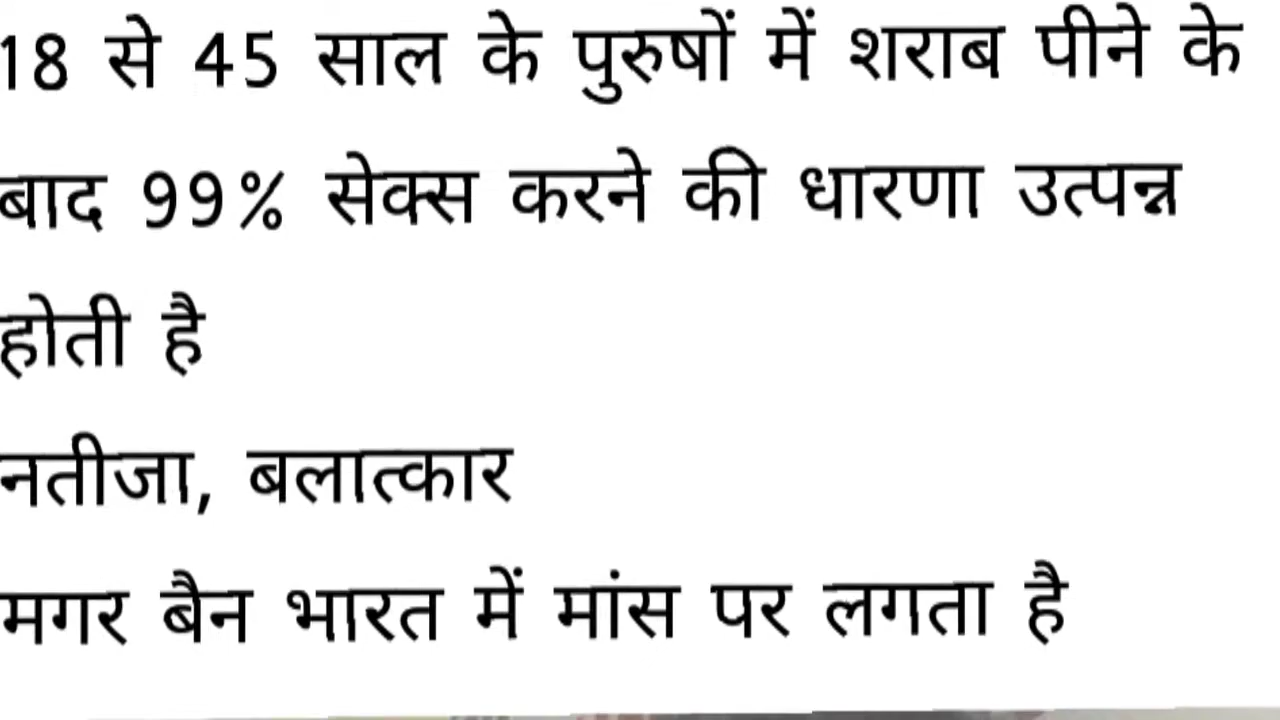 18 से 45 साल के पुरुषों में शराब पीने के
बाद 99% सेक्स करने की धारणा उत्पन्न
होती है
नतीजा, बलात्कार
मगर बैन भारत में मांस पर लगता है